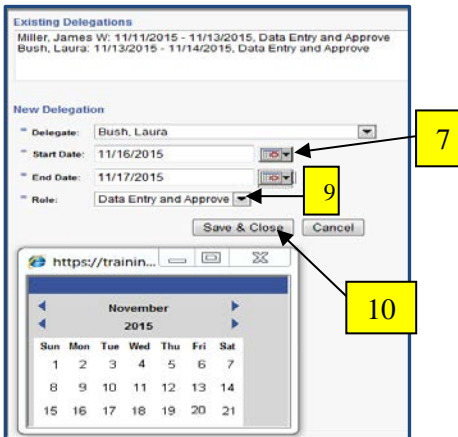 Existing Delegations
Miller, James W: 11/11/2015 - 11/13/2015, Data Entry and Approve
Bush, Laura: 11/13/2015 - 11/14/2015, Data Entry and Approve
New Delegation
* Delegate: Bush, Laura
7
* Start Date: 11/16/2015
* End Date: 11/17/2015
9
* Role: Data Entry and Approve
Save & Close Cancel
10
https://trainin...
November
2015
Sun Mon Tue Wed Thu Fri Sat
1 2 3 4 5 6 7
8 9 10 11 12 13 14
15 16 17 18 19 20 21